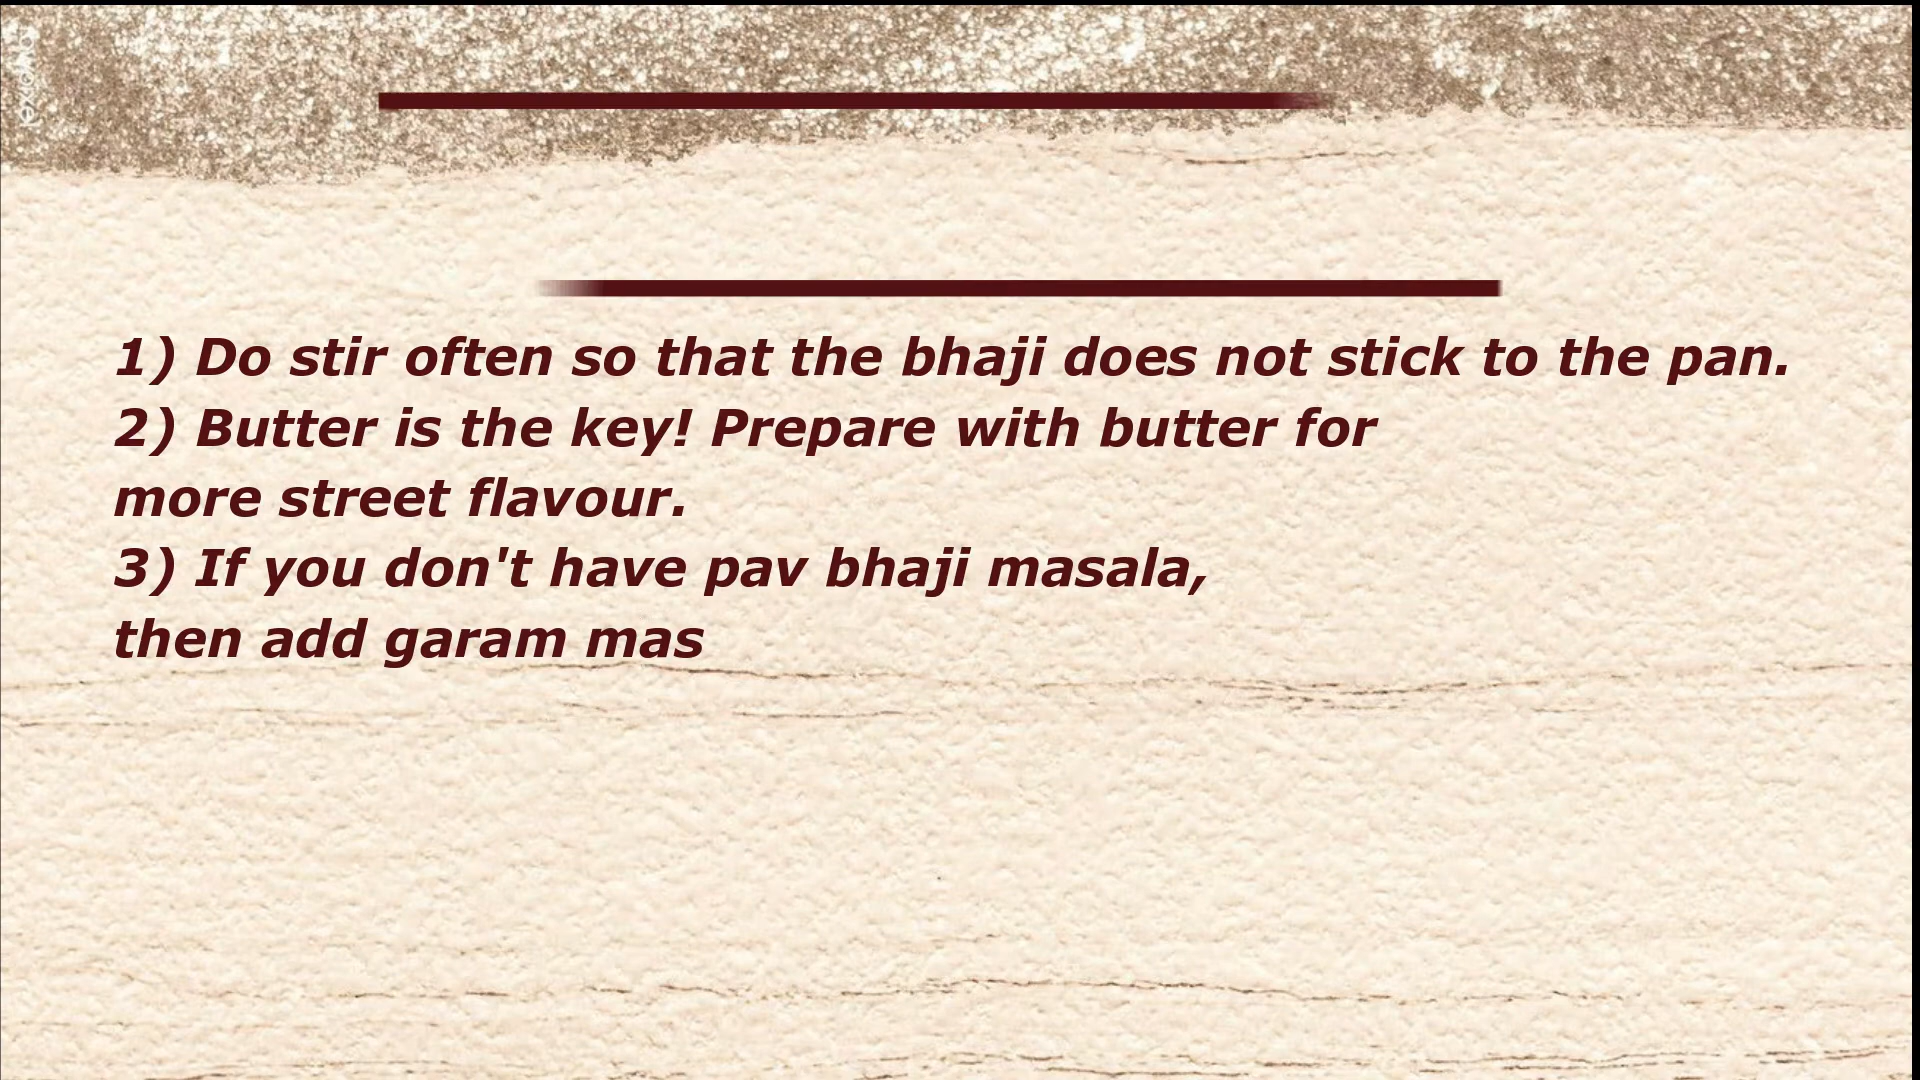 1) Do stir often so that the bhaji does not stick to the pan.
2) Butter is the key! Prepare with butter for
more street flavour.
3) If you don't have pav bhaji masala,
then add garam mas